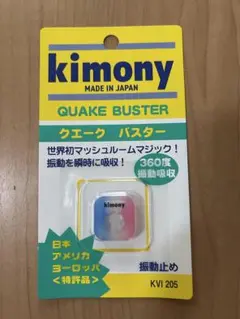 kimony
MADE IN JAPAN
QUAKE BUSTER
クエーク バスター
世界初マッシュルームマジック！
振動を瞬時に吸収！
360度
振動吸収
kimony
日本
アメリカ
ヨーロッパ
＜特許品＞
振動止め
KVI 205